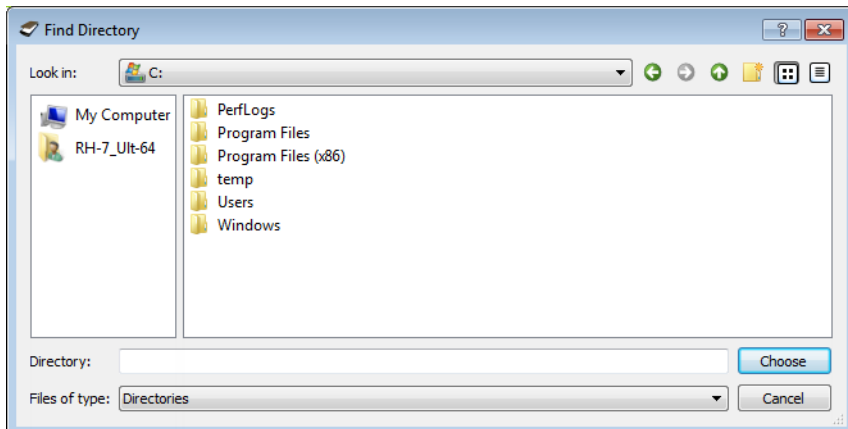 Find Directory
Look in: C:
My Computer
RH-7_Ult-64
PerfLogs
Program Files
Program Files (x86)
temp
Users
Windows
Directory:
Choose
Files of type: Directories
Cancel